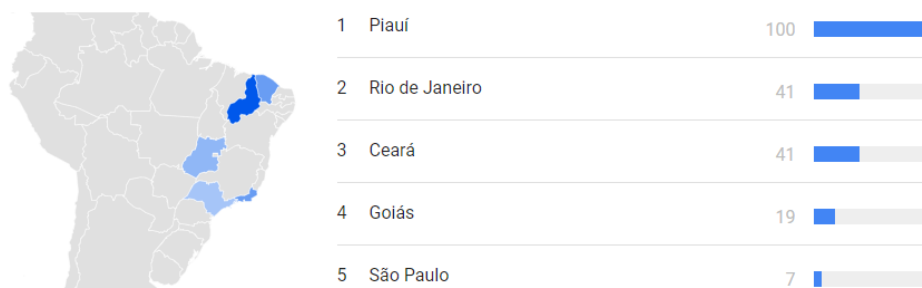 1 Piauí 100
2 Rio de Janeiro 41
3 Ceará 41
4 Goiás 19
5 São Paulo 7